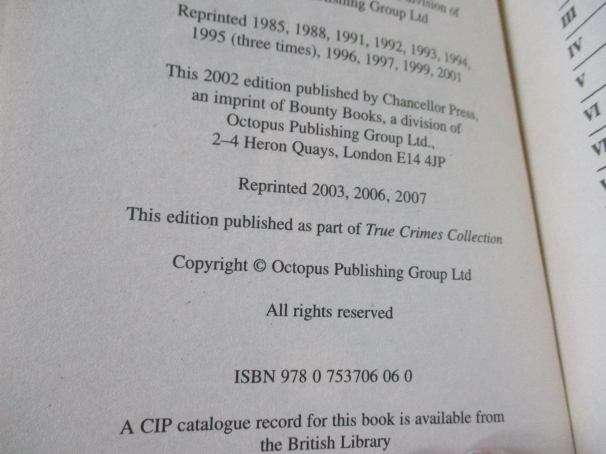 division of
Publishing Group Ltd
Reprinted 1985, 1988, 1991, 1992, 1993, 1994,
1995 (three times), 1996, 1997, 1999, 2001
This 2002 edition published by Chancellor Press,
an imprint of Bounty Books, a division of
Octopus Publishing Group Ltd.,
2–4 Heron Quays, London E14 4JP
Reprinted 2003, 2006, 2007
This edition published as part of True Crimes Collection
Copyright © Octopus Publishing Group Ltd
All rights reserved
ISBN 978 0 753706 06 0
A CIP catalogue record for this book is available from
the British Library
III
IV
V
VI